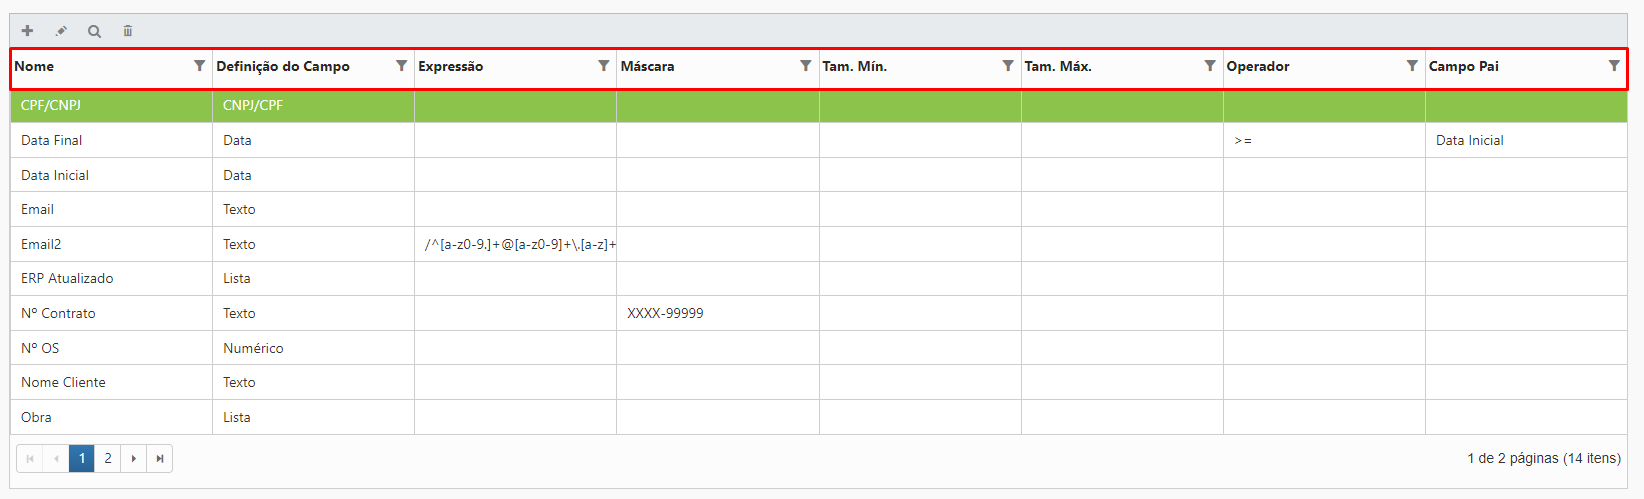 Nome Definição do Campo Expressão Máscara Tam. Mín. Tam. Máx. Operador Campo Pai
CPF/CNPJ CNPJ/CPF
Data Final Data >= Data Inicial
Data Inicial Data
Email Texto
Email2 Texto /^[a-z0-9.]+@[a-z0-9]+\.[a-z]+
ERP Atualizado Lista
Nº Contrato Texto XXXX-99999
Nº OS Numérico
Nome Cliente Texto
Obra Lista
1 2 1 de 2 páginas (14 itens)